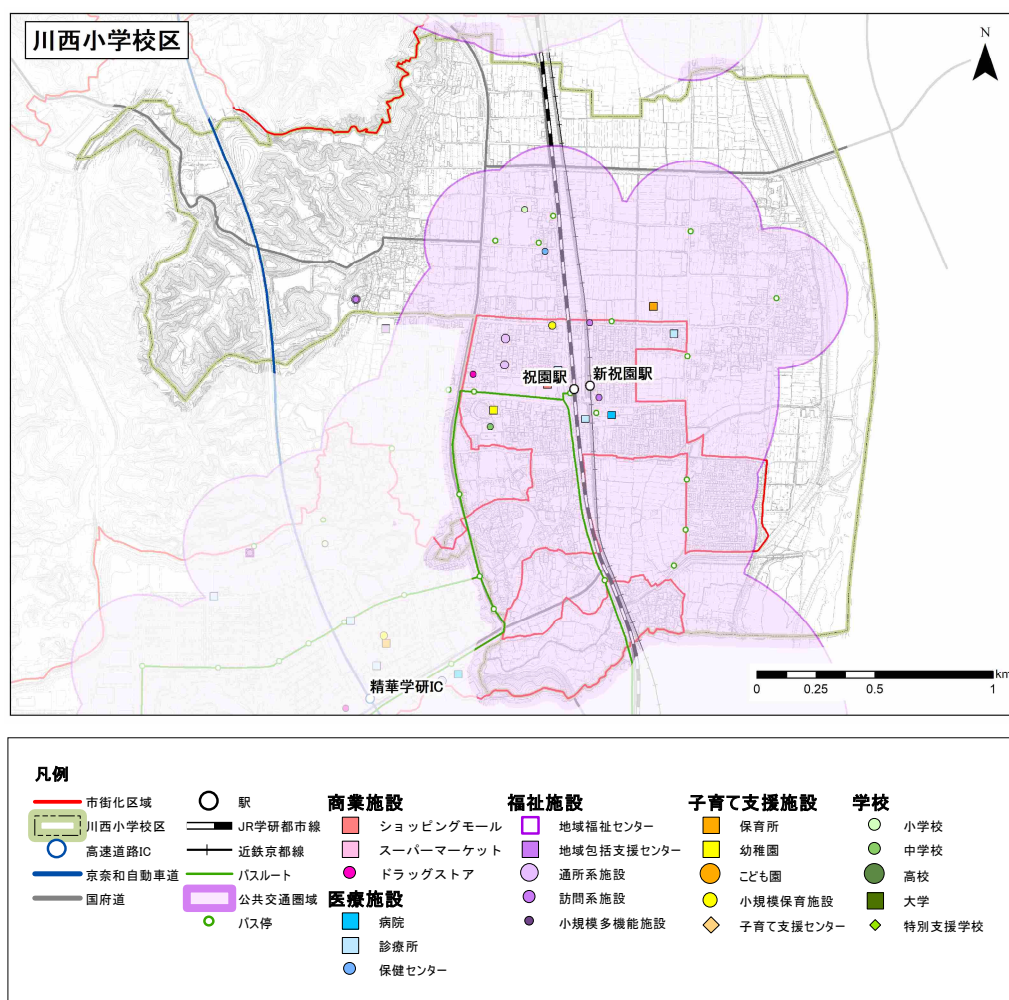 川西小学校区
N
祝園駅
新祝園駅
精華学研IC
km
0 0.25 0.5 1
凡例
市街化区域
川西小学校区
高速道路IC
京奈和自動車道
国府道
駅
JR学研都市線
近鉄京都線
バスルート
公共交通圏域
バス停
商業施設
ショッピングモール
スーパーマーケット
ドラッグストア
医療施設
病院
診療所
保健センター
福祉施設
地域福祉センター
地域包括支援センター
通所系施設
訪問系施設
小規模多機能施設
子育て支援施設
保育所
幼稚園
こども園
小規模保育施設
子育て支援センター
学校
小学校
中学校
高校
大学
特別支援学校